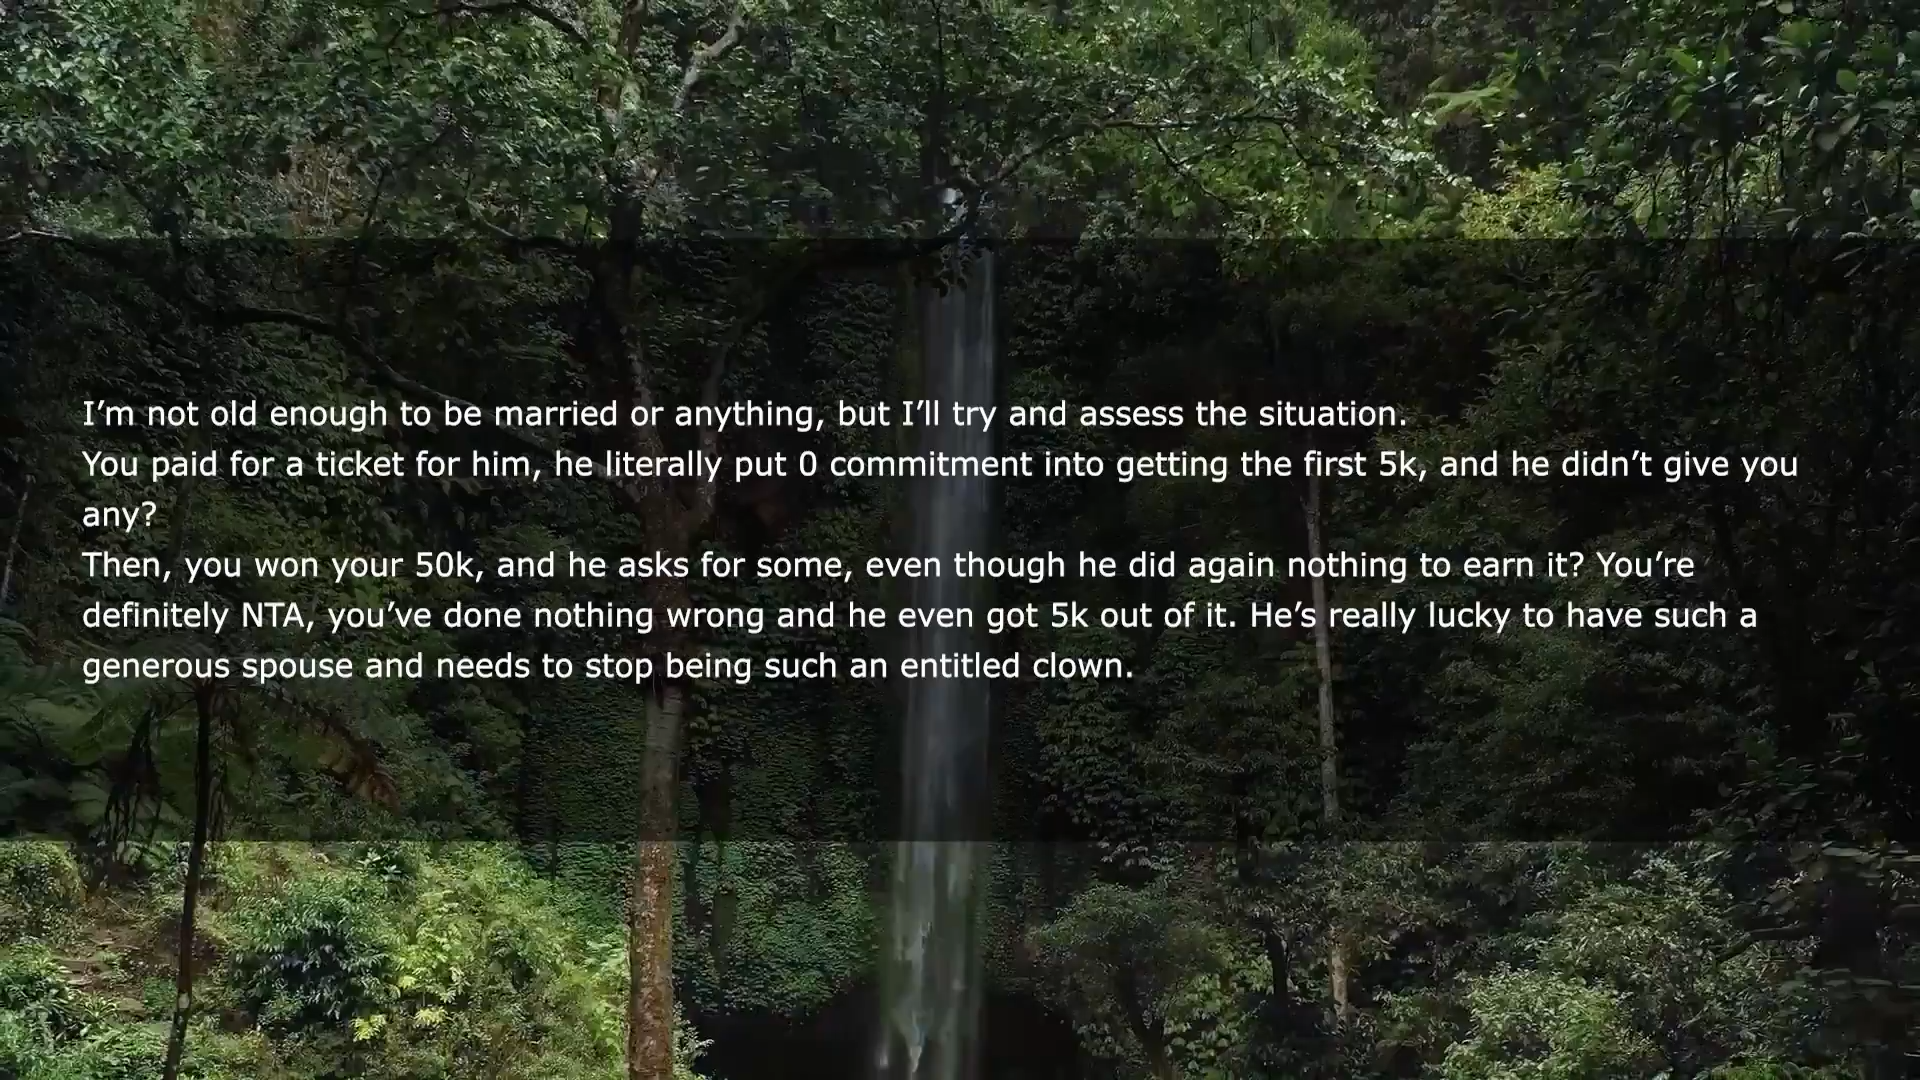 I’m not old enough to be married or anything, but I’ll try and assess the situation.
You paid for a ticket for him, he literally put 0 commitment into getting the first 5k, and he didn’t give you
any?
Then, you won your 50k, and he asks for some, even though he did again nothing to earn it? You’re
definitely NTA, you’ve done nothing wrong and he even got 5k out of it. He’s really lucky to have such a
generous spouse and needs to stop being such an entitled clown.